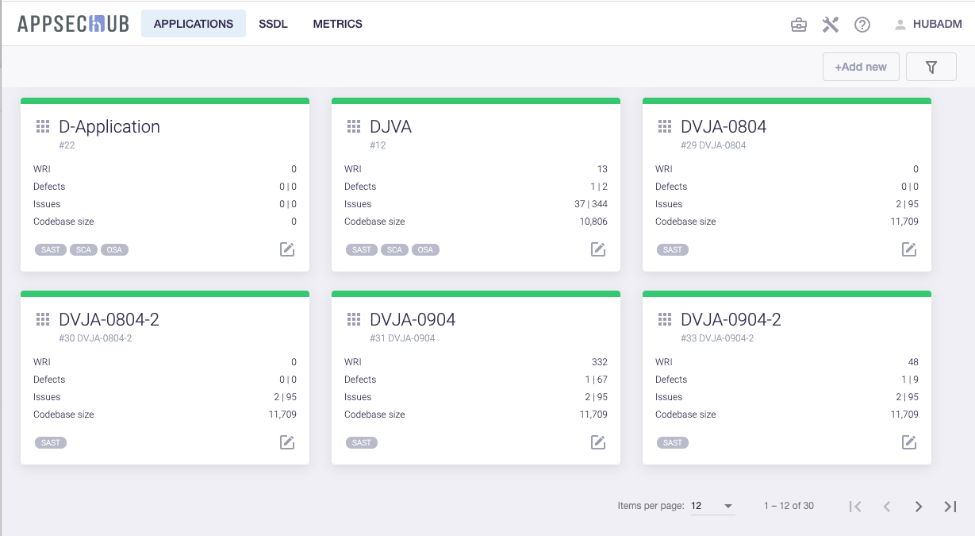 APPSECHUB APPLICATIONS SSDL METRICS HUBADM
+Add new
D-Application
#22
WRI 0
Defects 0 | 0
Issues 0 | 0
Codebase size 0
SAST SCA OSA
DJVA
#12
WRI 13
Defects 1 | 2
Issues 37 | 344
Codebase size 10,806
SAST SCA OSA
DVJA-0804
#29 DVJA-0804
WRI 0
Defects 0 | 0
Issues 2 | 95
Codebase size 11,709
SAST
DVJA-0804-2
#30 DVJA-0804-2
WRI 0
Defects 0 | 0
Issues 2 | 95
Codebase size 11,709
SAST
DVJA-0904
#31 DVJA-0904
WRI 332
Defects 1 | 67
Issues 2 | 95
Codebase size 11,709
SAST
DVJA-0904-2
#33 DVJA-0904-2
WRI 48
Defects 1 | 9
Issues 2 | 95
Codebase size 11,709
SAST
Items per page: 12 1 – 12 of 30